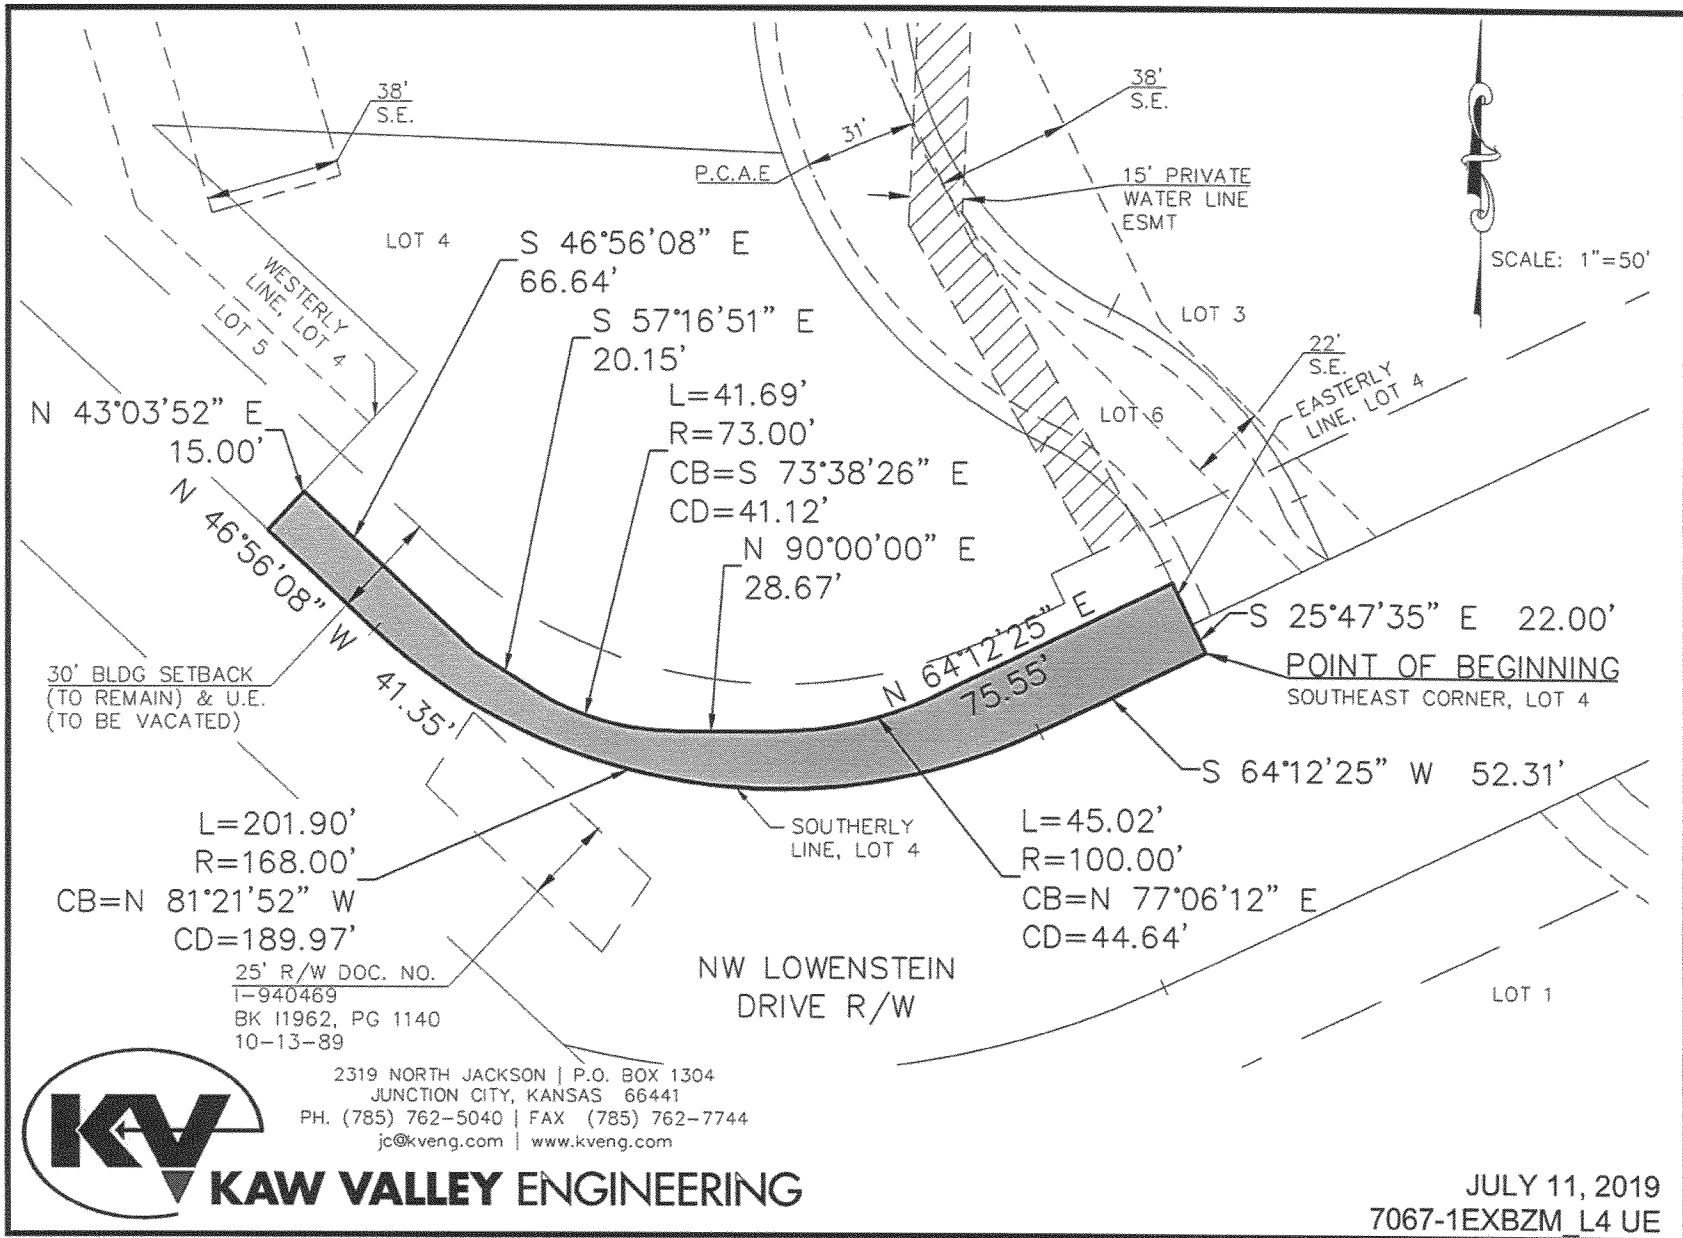 38'
S.E.
38'
S.E.
31'
P.C.A.E.
15' PRIVATE
WATER LINE
ESMT
LOT 4
S 46°56'08" E
66.64'
SCALE: 1"=50'
WESTERLY
LINE, LOT 4
LOT 5
S 57°16'51" E
20.15'
LOT 3
22'
S.E.
EASTERLY
LINE, LOT 4
LOT 6
L=41.69'
R=73.00'
CB=S 73°38'26" E
CD=41.12'
N 43°03'52" E
15.00'
N 90°00'00" E
28.67'
N 46°56'08" W 41.35'
N 64°12'25" E
75.55'
S 25°47'35" E 22.00'
POINT OF BEGINNING
SOUTHEAST CORNER, LOT 4
30' BLDG SETBACK
(TO REMAIN) & U.E.
(TO BE VACATED)
S 64°12'25" W 52.31'
L=201.90'
R=168.00'
CB=N 81°21'52" W
CD=189.97'
SOUTHERLY
LINE, LOT 4
L=45.02'
R=100.00'
CB=N 77°06'12" E
CD=44.64'
25' R/W DOC. NO.
I-940469
BK I1962, PG 1140
10-13-89
NW LOWENSTEIN
DRIVE R/W
LOT 1
2319 NORTH JACKSON | P.O. BOX 1304
JUNCTION CITY, KANSAS 66441
PH. (785) 762-5040 | FAX (785) 762-7744
jc@kveng.com | www.kveng.com
KV
KAW VALLEY ENGINEERING
JULY 11, 2019
7067-1EXBZM_L4 UE